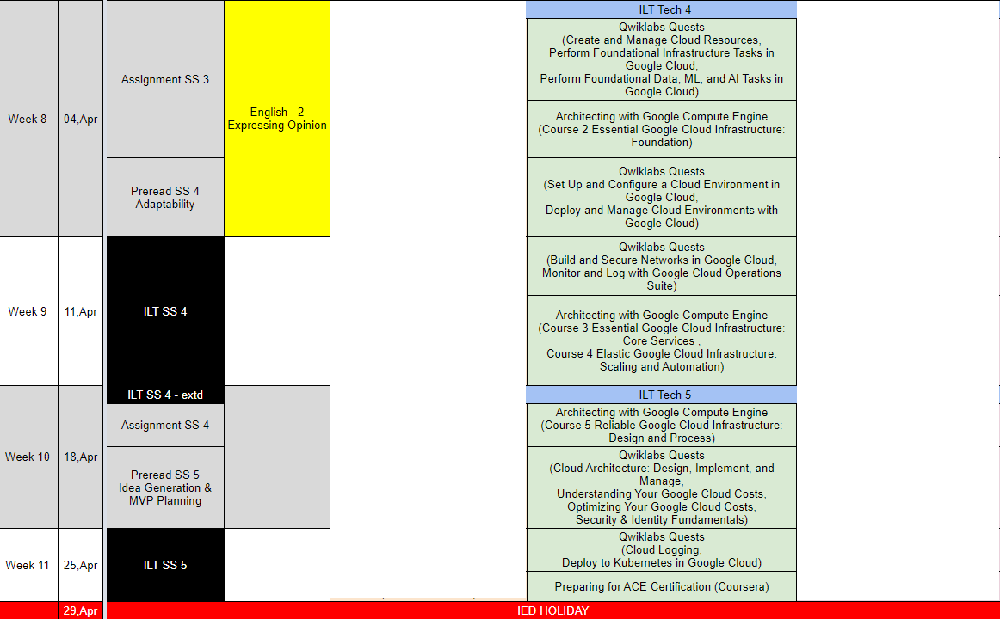 ILT Tech 4
Week 8
04,Apr
Assignment SS 3
Preread SS 4
Adaptability
English - 2
Expressing Opinion
Qwiklabs Quests
(Create and Manage Cloud Resources,
Perform Foundational Infrastructure Tasks in
Google Cloud,
Perform Foundational Data, ML, and AI Tasks in
Google Cloud)
Architecting with Google Compute Engine
(Course 2 Essential Google Cloud Infrastructure:
Foundation)
Qwiklabs Quests
(Set Up and Configure a Cloud Environment in
Google Cloud,
Deploy and Manage Cloud Environments with
Google Cloud)
Week 9
11,Apr
ILT SS 4
Qwiklabs Quests
(Build and Secure Networks in Google Cloud,
Monitor and Log with Google Cloud Operations
Suite)
Architecting with Google Compute Engine
(Course 3 Essential Google Cloud Infrastructure:
Core Services ,
Course 4 Elastic Google Cloud Infrastructure:
Scaling and Automation)
Week 10
18,Apr
ILT SS 4 - extd
Assignment SS 4
Preread SS 5
Idea Generation &
MVP Planning
ILT Tech 5
Architecting with Google Compute Engine
(Course 5 Reliable Google Cloud Infrastructure:
Design and Process)
Qwiklabs Quests
(Cloud Architecture: Design, Implement, and
Manage,
Understanding Your Google Cloud Costs,
Optimizing Your Google Cloud Costs,
Security & Identity Fundamentals)
Week 11
25,Apr
ILT SS 5
Qwiklabs Quests
(Cloud Logging,
Deploy to Kubernetes in Google Cloud)
Preparing for ACE Certification (Coursera)
29,Apr
IED HOLIDAY